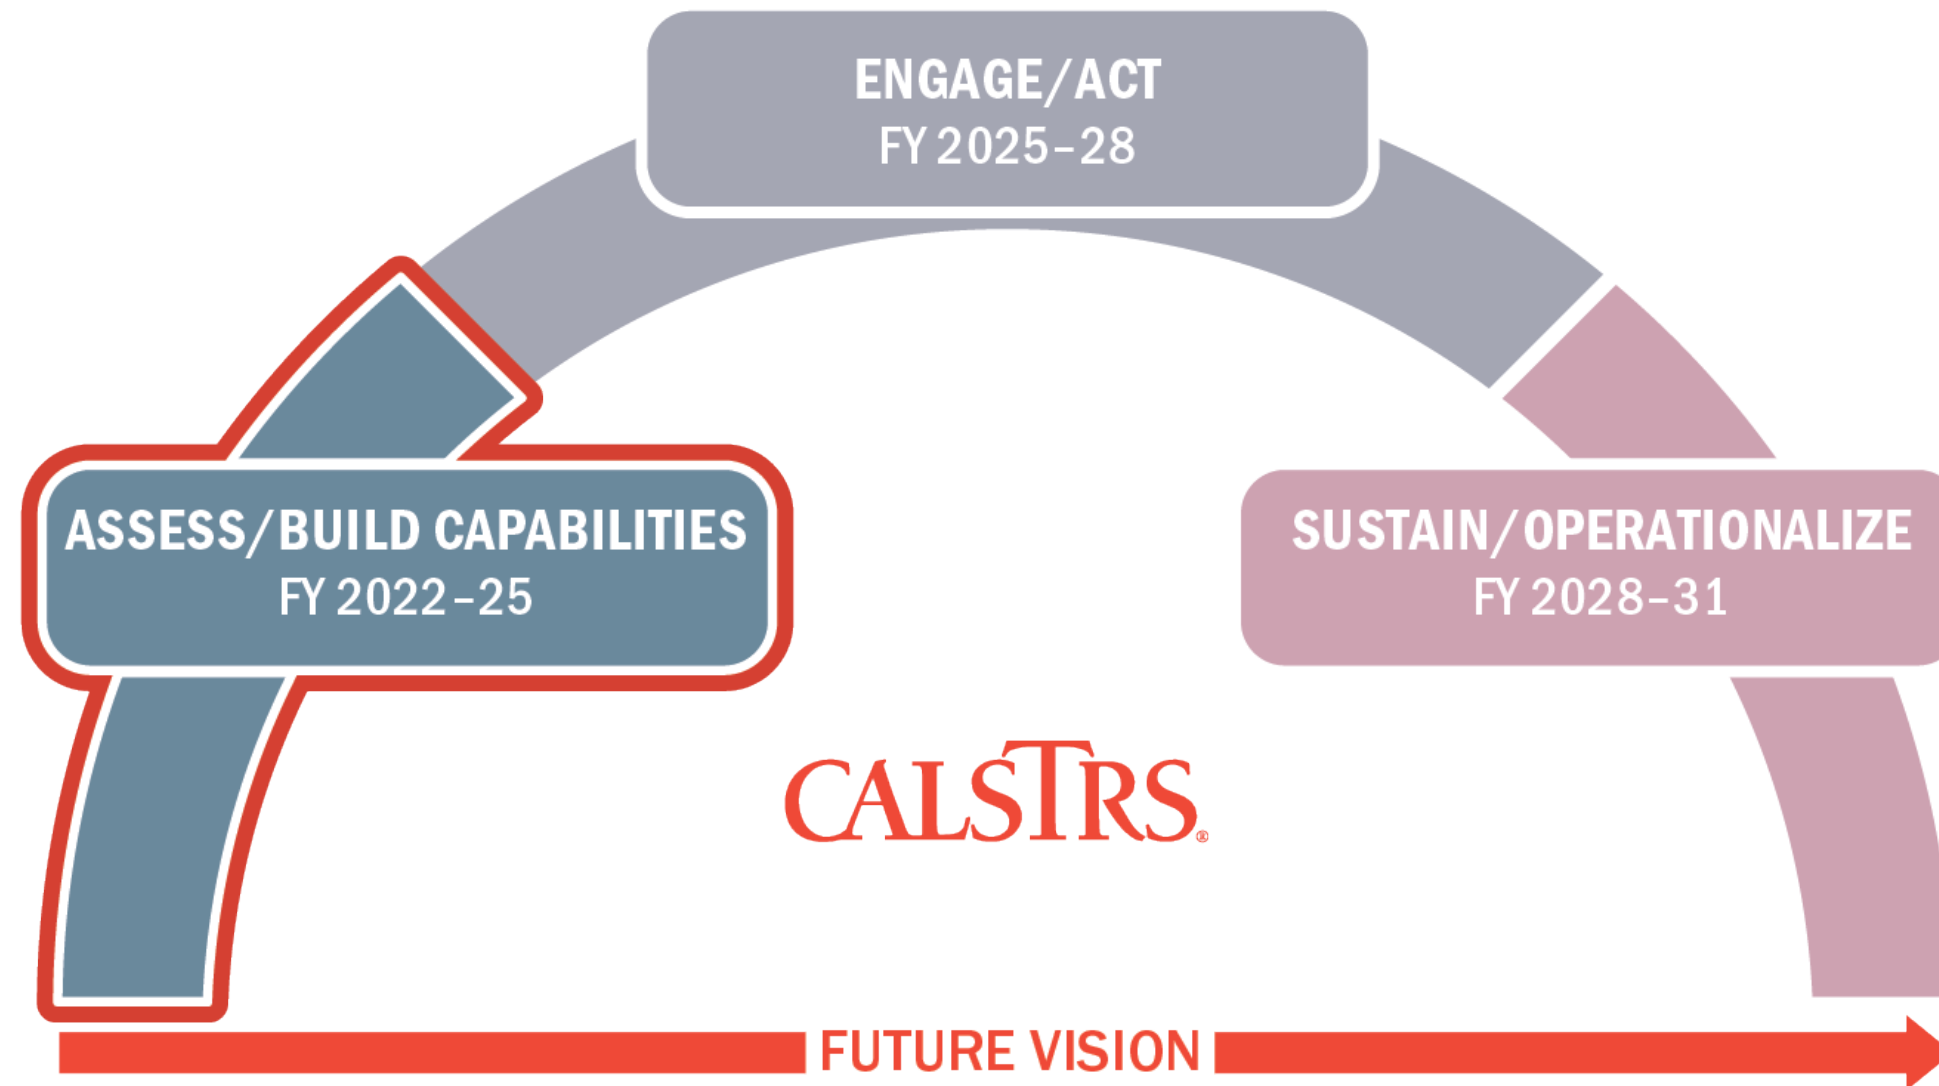 ENGAGE/ACT
FY 2025–28
ASSESS/BUILD CAPABILITIES
FY 2022–25
SUSTAIN/OPERATIONALIZE
FY 2028–31
CALSTRS®
FUTURE VISION